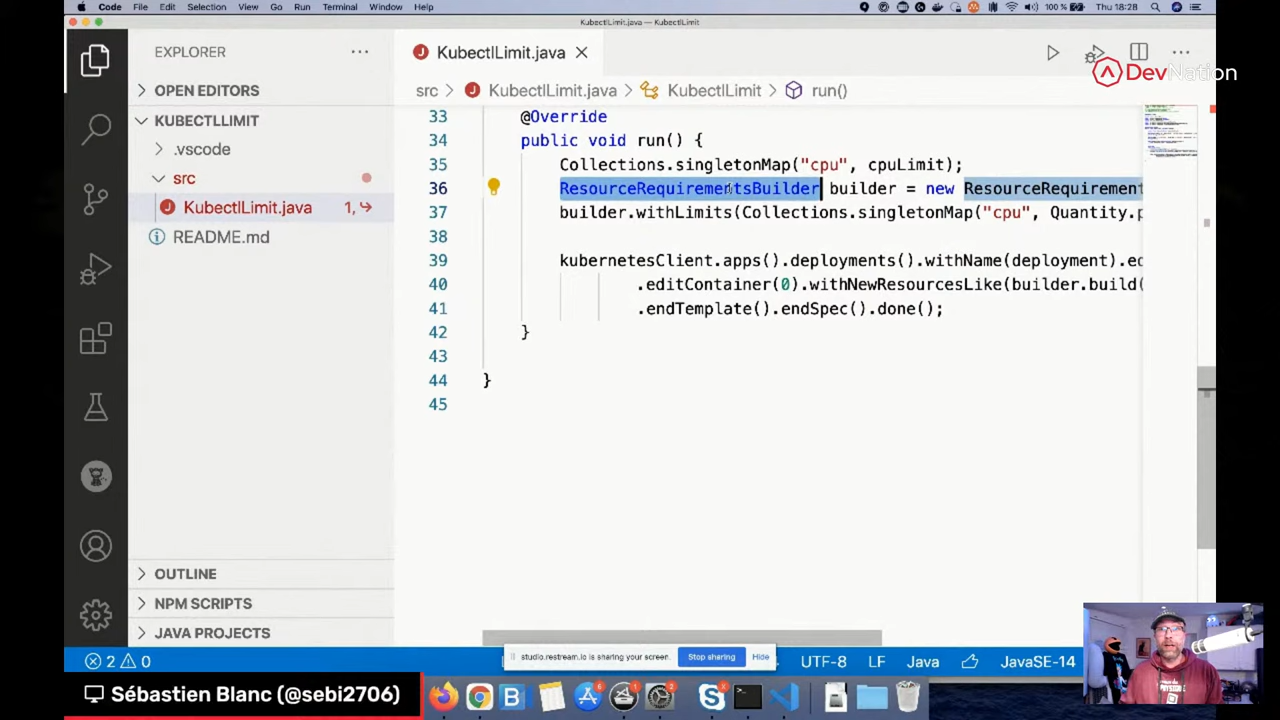 Code File Edit Selection View Go Run Terminal Window Help 100 % Thu 18:28
KubectlLimit.java — KubectlLimit
EXPLORER
KubectlLimit.java
DevNation
OPEN EDITORS
src KubectlLimit.java KubectlLimit run()
KUBECTLLIMIT
.vscode
src
KubectlLimit.java 1,
README.md
33 @Override
34 public void run() {
35 Collections.singletonMap("cpu", cpuLimit);
36 ResourceRequirementsBuilder builder = new ResourceRequirement
37 builder.withLimits(Collections.singletonMap("cpu", Quantity.p
38
39 kubernetesClient.apps().deployments().withName(deployment).ed
40 .editContainer(0).withNewResourcesLike(builder.build(
41 .endTemplate().endSpec().done();
42 }
43
44 }
45
OUTLINE
NPM SCRIPTS
JAVA PROJECTS
2 0
studio.restream.io is sharing your screen. Stop sharing Hide
UTF-8 LF Java JavaSE-14
Sébastien Blanc (@sebi2706)